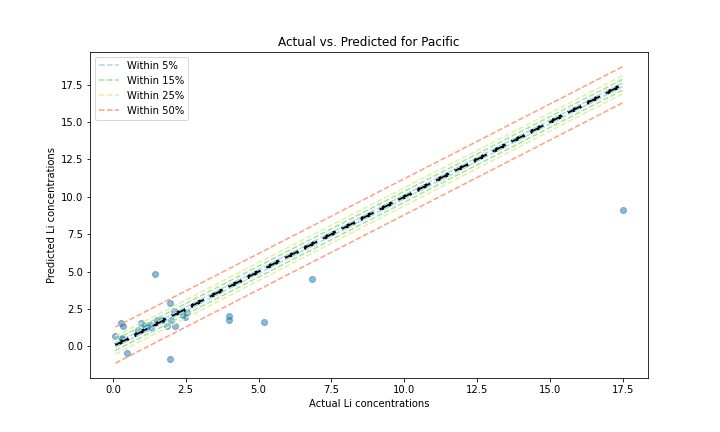 Actual vs. Predicted for Pacific
Within 5%
Within 15%
Within 25%
Within 50%
Predicted Li concentrations
17.5
15.0
12.5
10.0
7.5
5.0
2.5
0.0
0.0 2.5 5.0 7.5 10.0 12.5 15.0 17.5
Actual Li concentrations